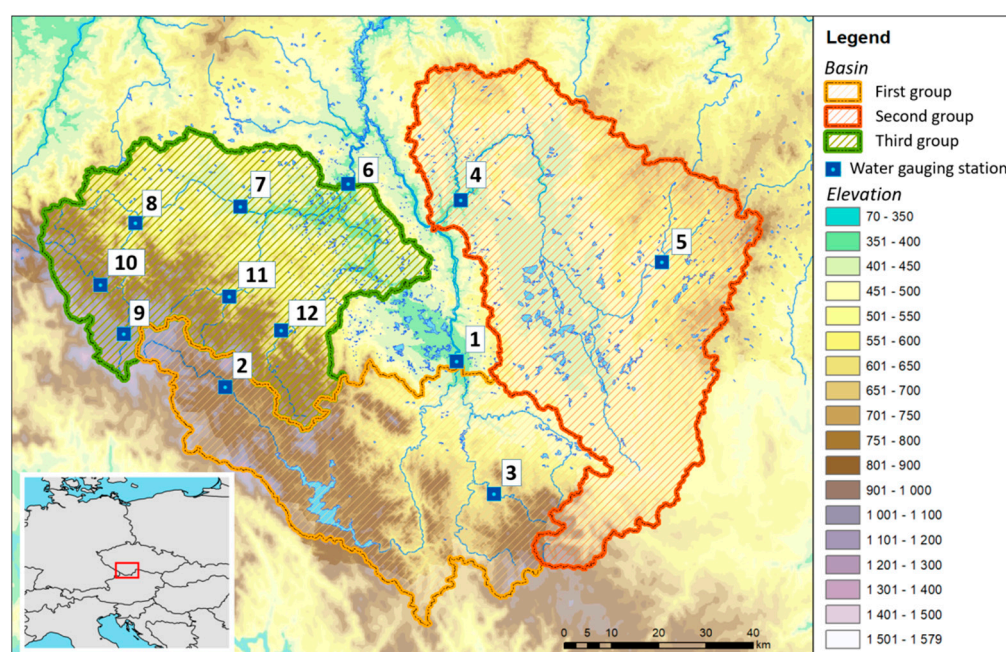 6
7
4
8
5
10
11
9
12
1
2
3
0 10 20 30 40
km
Legend
Basin
First group
Second group
Third group
Water gauging station
Elevation
70 - 350
351 - 400
401 - 450
451 - 500
501 - 550
551 - 600
601 - 650
651 - 700
701 - 750
751 - 800
801 - 900
901 - 1 000
1 001 - 1 100
1 101 - 1 200
1 201 - 1 300
1 301 - 1 400
1 401 - 1 500
1 501 - 1 579